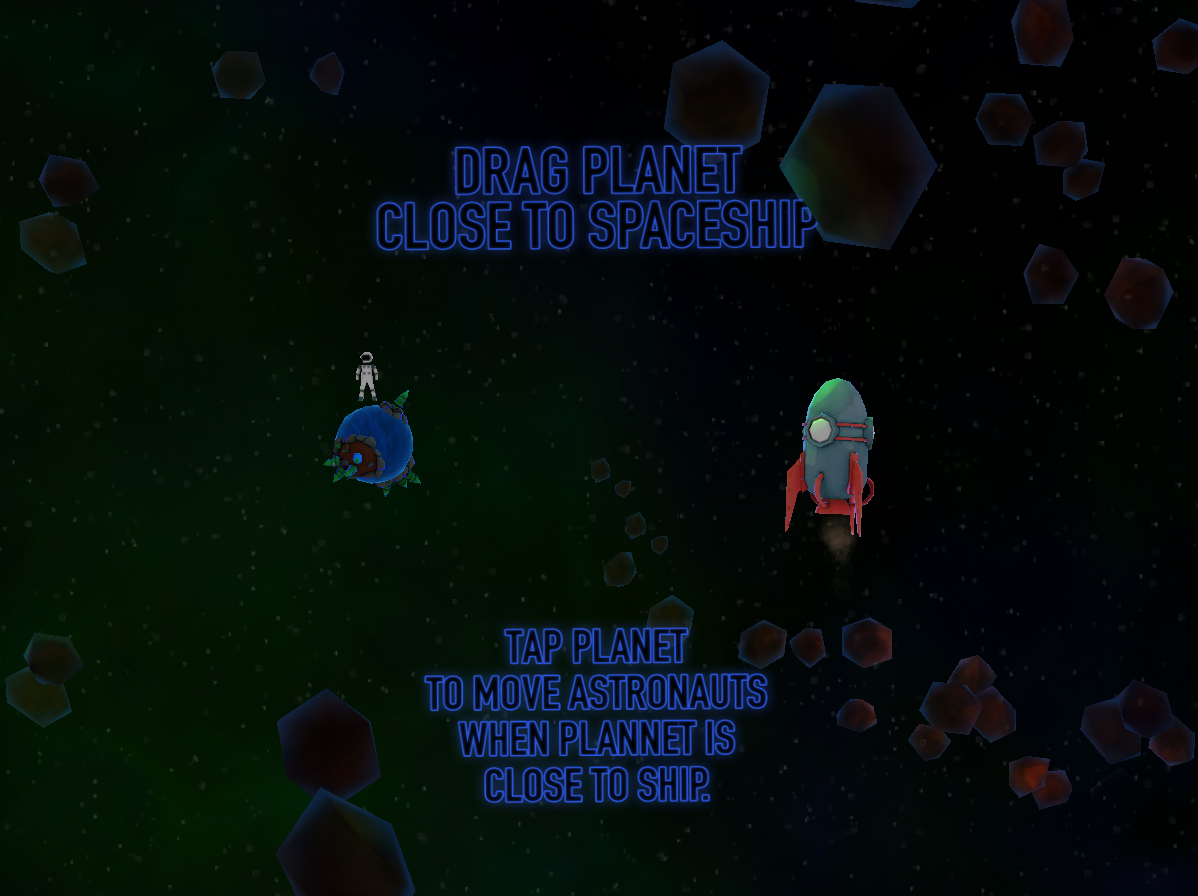 DRAG PLANET
CLOSE TO SPACESHIP
TAP PLANET
TO MOVE ASTRONAUTS
WHEN PLANNET IS
CLOSE TO SHIP.